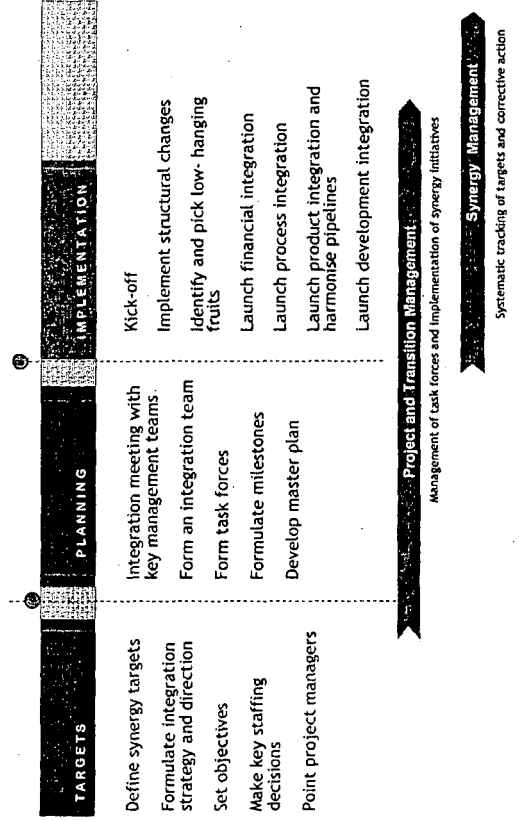 TARGETS
Define synergy targets
Formulate integration
strategy and direction
Set objectives
Make key staffing
decisions
Point project managers
PLANNING
Integration meeting with
key management teams.
Form an integration team
Form task forces
Formulate milestones
Develop master plan
IMPLEMENTATION
Kick-off
Implement structural changes
Identify and pick low- hanging
fruits
Launch financial integration
Launch process integration
Launch product integration and
harmonise pipelines
Launch development integration
Project and Transition Management
Management of task forces and implementation of synergy initiatives
Synergy Management
Systematic tracking of targets and corrective action